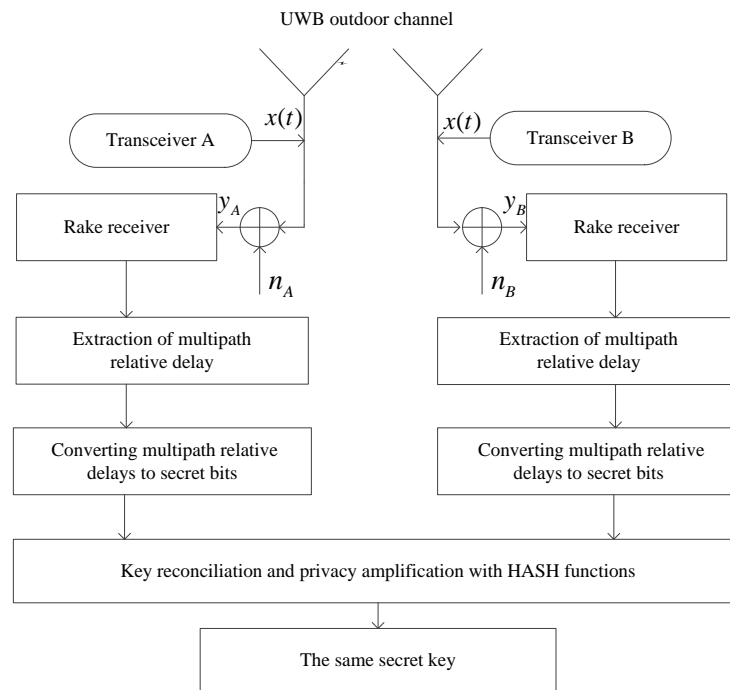 UWB outdoor channel
x(t)
x(t)
Transceiver A
Transceiver B
y_A
y_B
Rake receiver
Rake receiver
n_A
n_B
Extraction of multipath
relative delay
Extraction of multipath
relative delay
Converting multipath relative
delays to secret bits
Converting multipath relative
delays to secret bits
Key reconciliation and privacy amplification with HASH functions
The same secret key